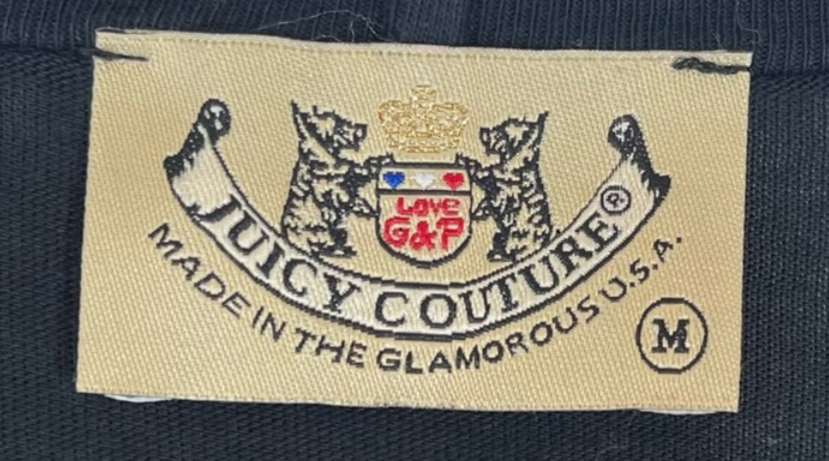 Love
G&P
JUICY COUTURE®
MADE IN THE GLAMOROUS U.S.A.
M